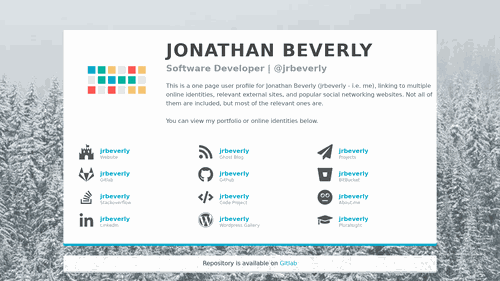 JONATHAN BEVERLY
Software Developer | @jrbeverly
This is a one page user profile for Jonathan Beverly (jrbeverly - i.e. me), linking to multiple
online identities, relevant external sites, and popular social networking websites. Not all of
them are included, but most of the relevant ones are.
You can view my portfolio or online identities below.
jrbeverly
Website
jrbeverly
Ghost Blog
jrbeverly
Projects
jrbeverly
Gitlab
jrbeverly
GitHub
jrbeverly
BitBucket
jrbeverly
Stackoverflow
jrbeverly
Code Project
jrbeverly
About.me
jrbeverly
LinkedIn
jrbeverly
Wordpress Gallery
jrbeverly
Pluralsight
Repository is available on Gitlab